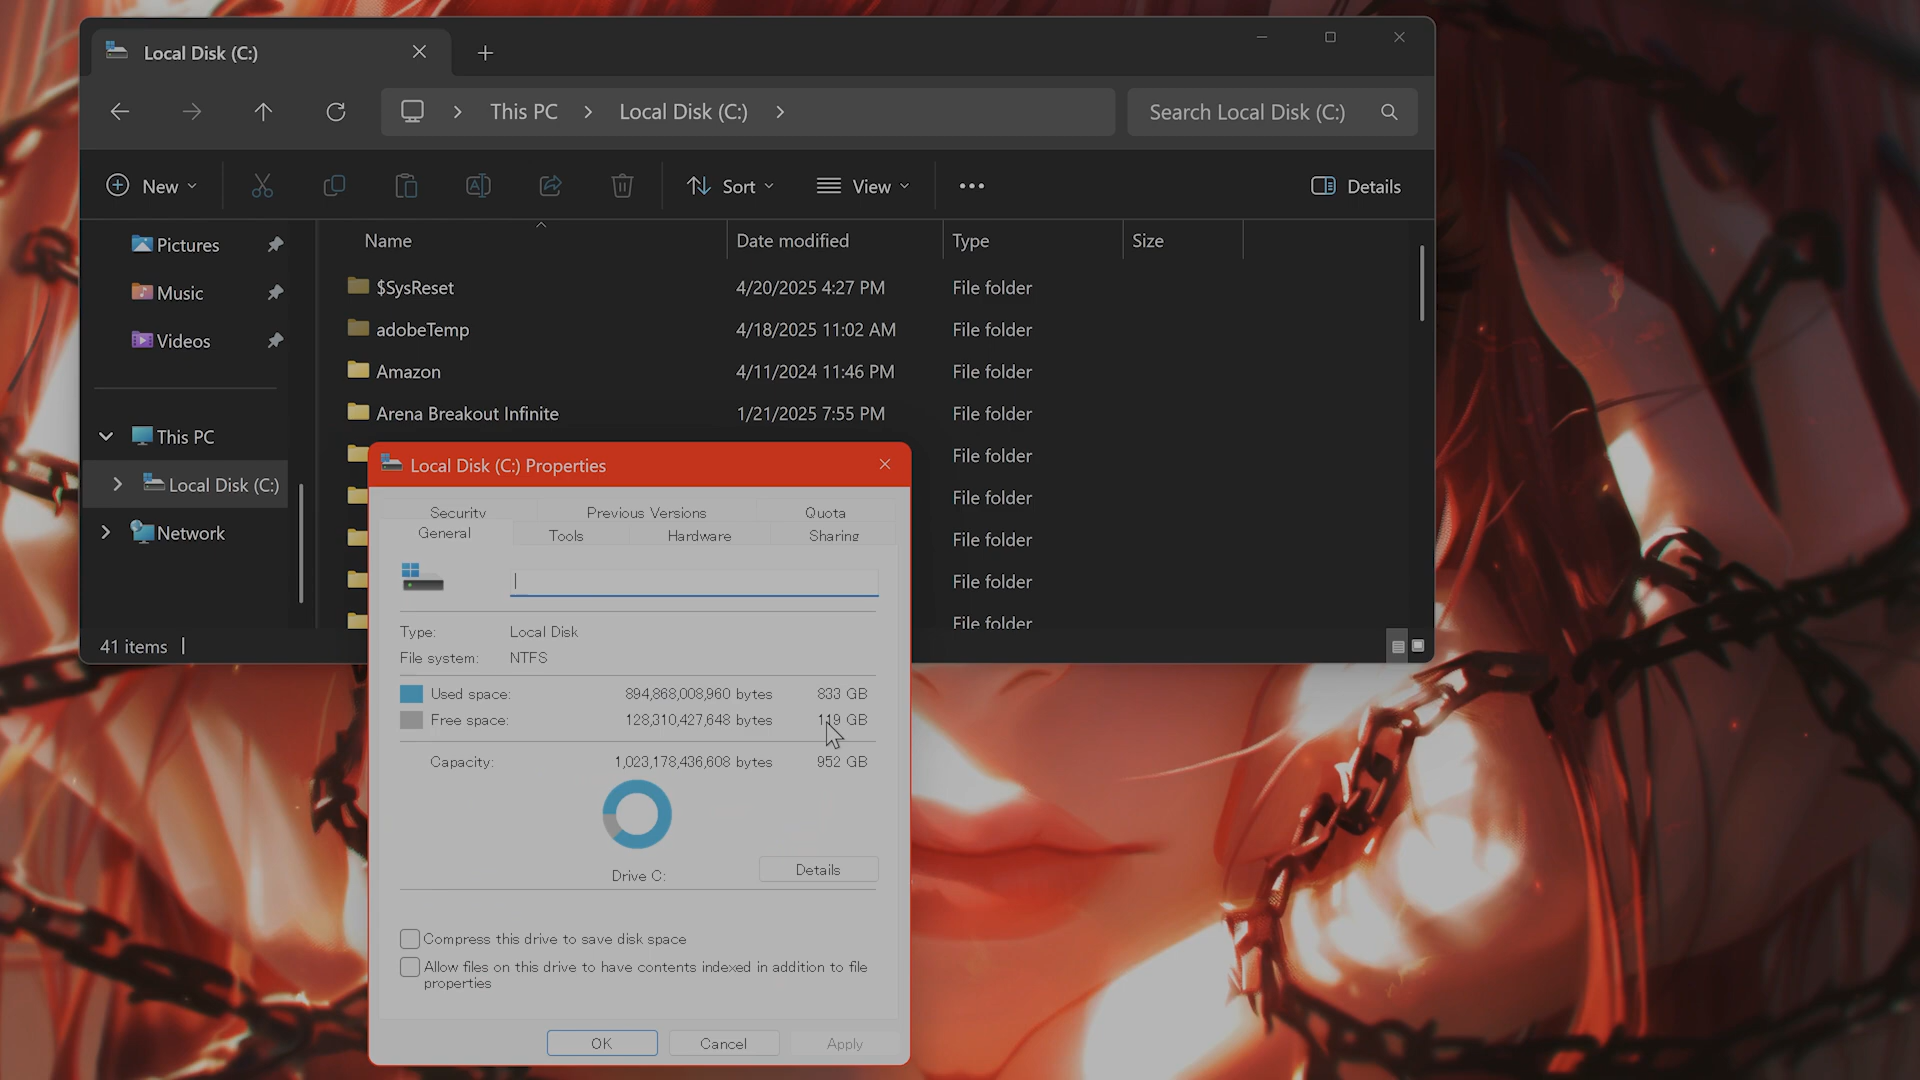 Local Disk (C:)
This PC
Local Disk (C:)
Search Local Disk (C:)
New
Sort
View
Details
Name
Date modified
Type
Size
Pictures
Music
Videos
This PC
Local Disk (C:)
Network
$SysReset 4/20/2025 4:27 PM File folder
adobeTemp 4/18/2025 11:02 AM File folder
Amazon 4/11/2024 11:46 PM File folder
Arena Breakout Infinite 1/21/2025 7:55 PM File folder
File folder
File folder
File folder
File folder
File folder
41 items
Local Disk (C:) Properties
Security Previous Versions Quota
General Tools Hardware Sharing
Type: Local Disk
File system: NTFS
Used space: 894,868,008,960 bytes 833 GB
Free space: 128,310,427,648 bytes 119 GB
Capacity: 1,023,178,436,608 bytes 952 GB
Drive C:
Details
Compress this drive to save disk space
Allow files on this drive to have contents indexed in addition to file
properties
OK Cancel Apply